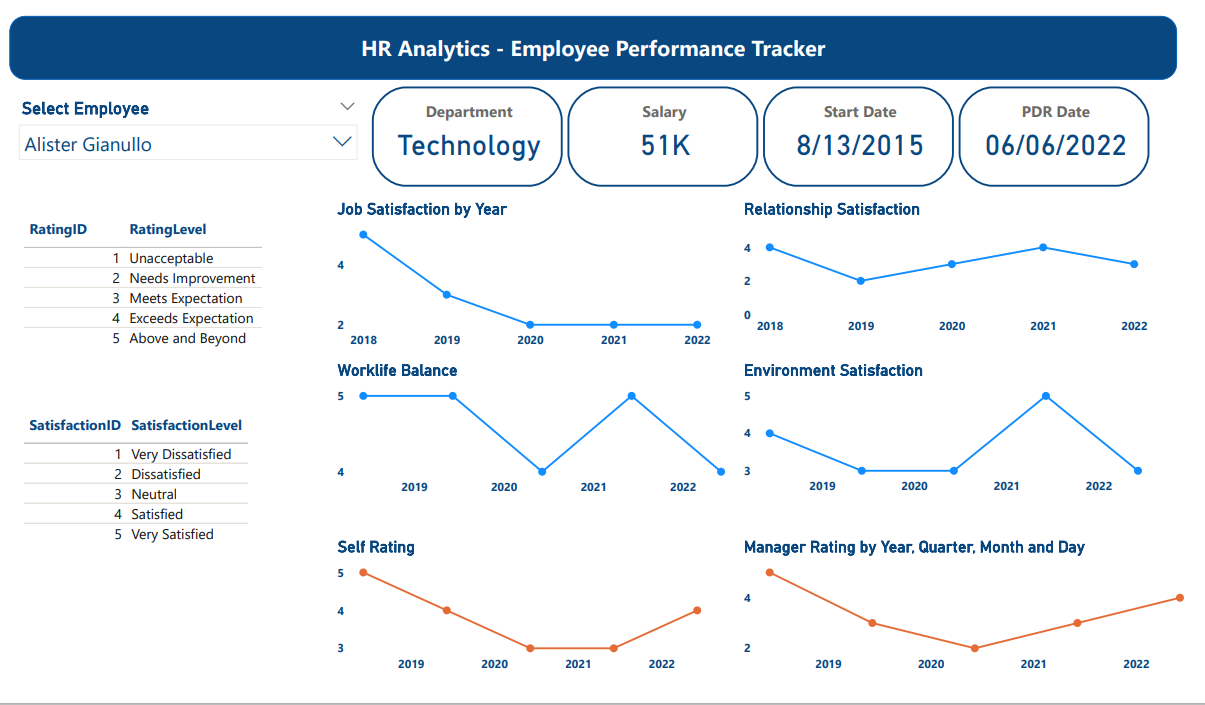 HR Analytics - Employee Performance Tracker
Select Employee
Alister Gianullo
Department
Technology
Salary
51K
Start Date
8/13/2015
PDR Date
06/06/2022
RatingID RatingLevel
1 Unacceptable
2 Needs Improvement
3 Meets Expectation
4 Exceeds Expectation
5 Above and Beyond
SatisfactionID SatisfactionLevel
1 Very Dissatisfied
2 Dissatisfied
3 Neutral
4 Satisfied
5 Very Satisfied
Job Satisfaction by Year
4
2
2018 2019 2020 2021 2022
Relationship Satisfaction
4
2
0
2018 2019 2020 2021 2022
Worklife Balance
5
4
2019 2020 2021 2022
Environment Satisfaction
5
4
3
2019 2020 2021 2022
Self Rating
5
4
3
2019 2020 2021 2022
Manager Rating by Year, Quarter, Month and Day
4
2
2019 2020 2021 2022